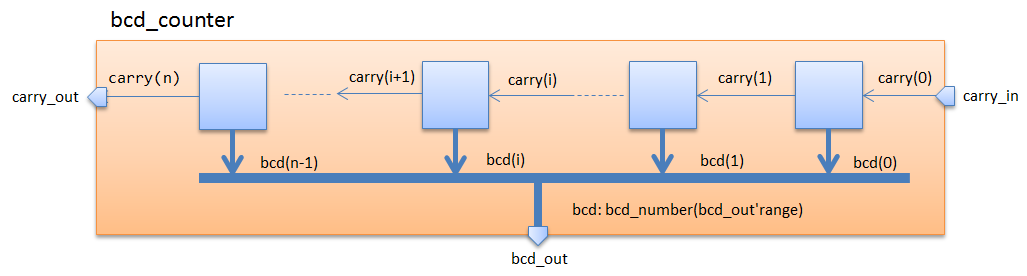 bcd_counter
carry(n)
carry(i+1)
carry(i)
carry(1)
carry(0)
carry_out
carry_in
bcd(n-1)
bcd(i)
bcd(1)
bcd(0)
bcd: bcd_number(bcd_out'range)
bcd_out